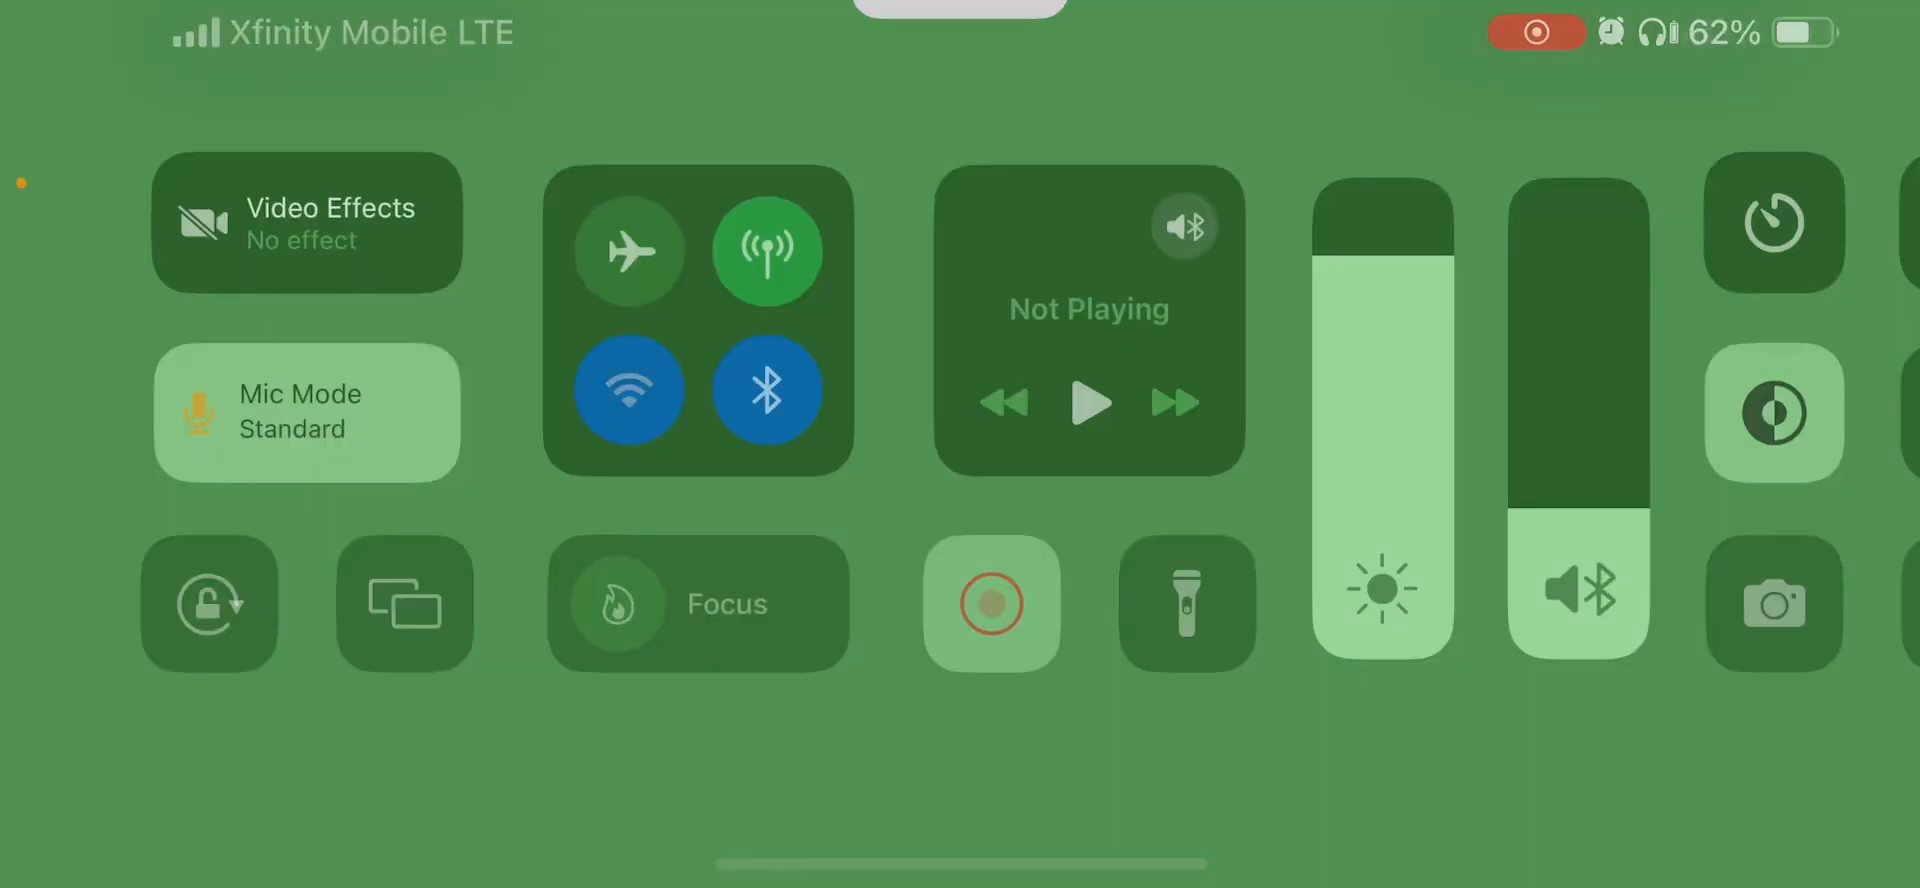 Xfinity Mobile LTE
62%
Video Effects
No effect
Mic Mode
Standard
Not Playing
Focus